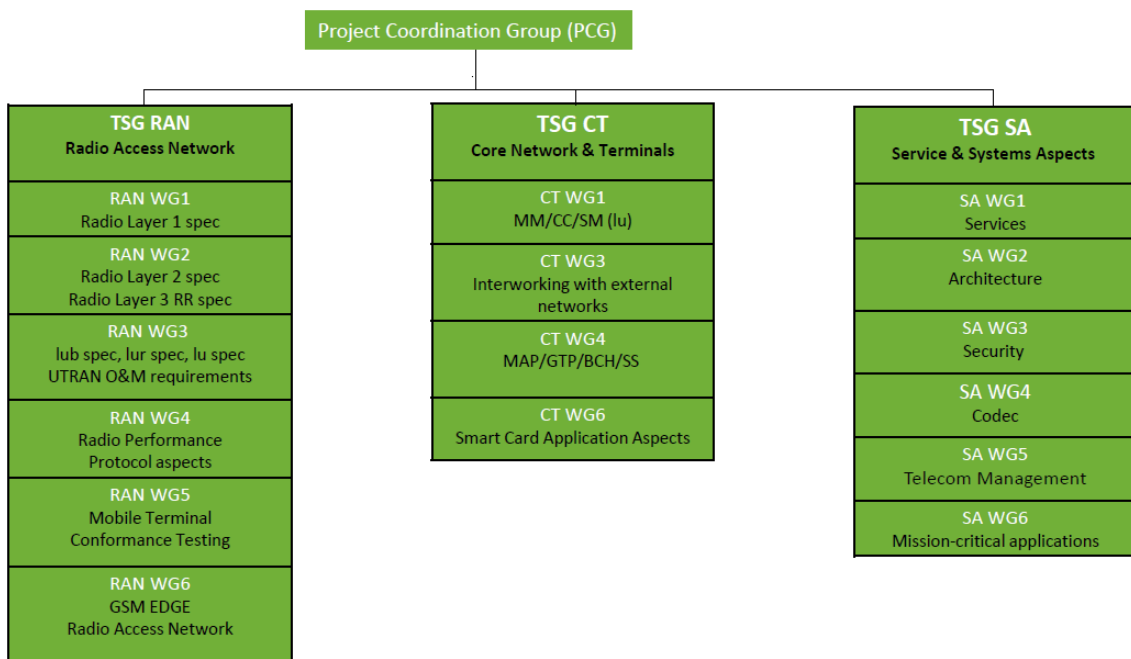 Project Coordination Group (PCG)
TSG RAN
Radio Access Network
RAN WG1
Radio Layer 1 spec
RAN WG2
Radio Layer 2 spec
Radio Layer 3 RR spec
RAN WG3
lub spec, lur spec, lu spec
UTRAN O&M requirements
RAN WG4
Radio Performance
Protocol aspects
RAN WG5
Mobile Terminal
Conformance Testing
RAN WG6
GSM EDGE
Radio Access Network
TSG CT
Core Network & Terminals
CT WG1
MM/CC/SM (lu)
CT WG3
Interworking with external
networks
CT WG4
MAP/GTP/BCH/SS
CT WG6
Smart Card Application Aspects
TSG SA
Service & Systems Aspects
SA WG1
Services
SA WG2
Architecture
SA WG3
Security
SA WG4
Codec
SA WG5
Telecom Management
SA WG6
Mission-critical applications